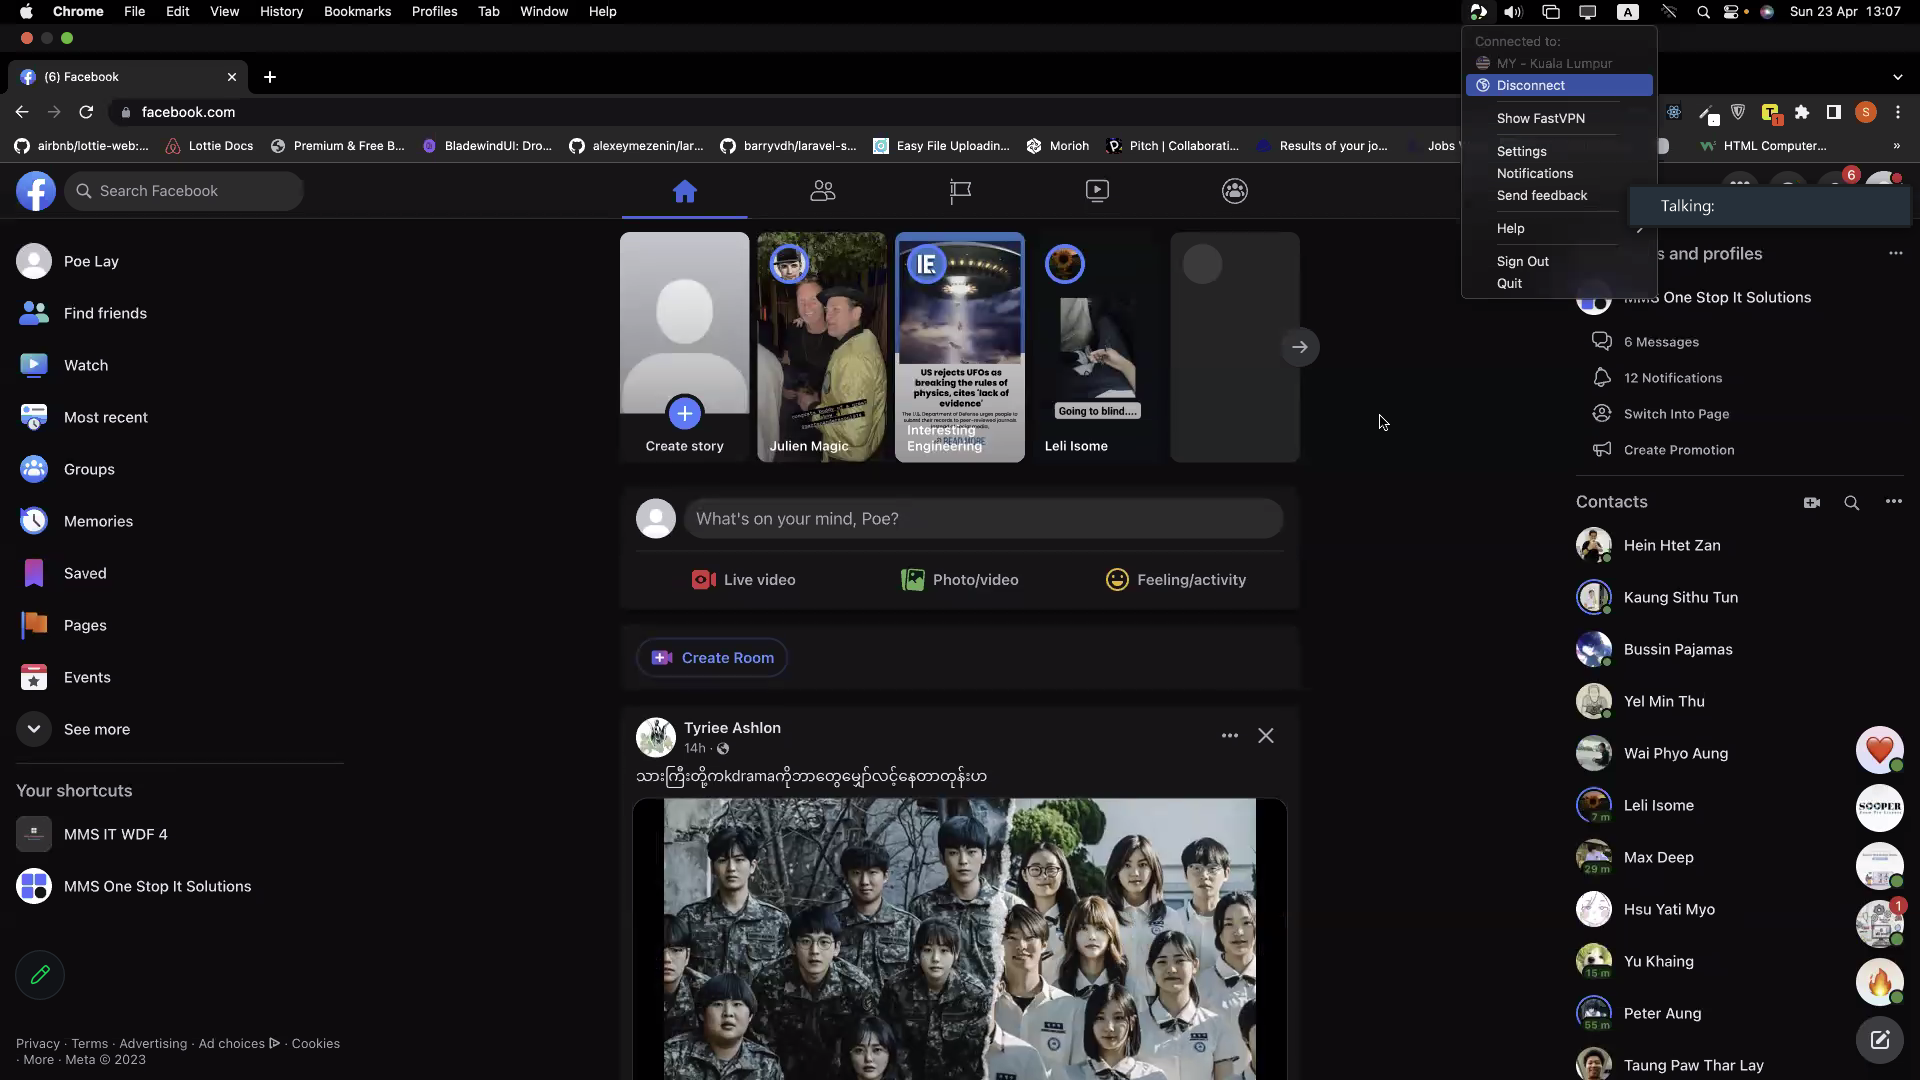 Chrome File Edit View History Bookmarks Profiles Tab Window Help
A
Sun 23 Apr 13:07
(6) Facebook
facebook.com
airbnb/lottie-web:...
Lottie Docs
Premium & Free B...
BladewindUI: Dro...
alexeymezenin/lar...
barryvdh/laravel-s...
Easy File Uploadin...
Morioh
Pitch | Collaborati...
Results of your jo...
Jobs
HTML Computer...
»
Connected to:
MY - Kuala Lumpur
Disconnect
Show FastVPN
Settings
Notifications
Send feedback
Help
Sign Out
Quit
Talking:
Search Facebook
6
Poe Lay
Find friends
Watch
Most recent
Groups
Memories
Saved
Pages
Events
See more
Your shortcuts
MMS IT WDF 4
MMS One Stop It Solutions
Privacy · Terms · Advertising · Ad choices · Cookies
· More · Meta © 2023
Create story
Julien Magic
IE
US rejects UFOs as
breaking the rules of
physics, cites 'lack of
evidence'
READ MORE
Interesting
Engineering
Going to blind....
Leli Isome
What's on your mind, Poe?
Live video
Photo/video
Feeling/activity
Create Room
Tyriee Ashlon
14h ·
သားကြီးတို့ကkdramaကိုဘာတွေမျှော်လင့်နေတာတုန်းဟ
s and profiles
MMS One Stop It Solutions
6 Messages
12 Notifications
Switch Into Page
Create Promotion
Contacts
Hein Htet Zan
Kaung Sithu Tun
Bussin Pajamas
Yel Min Thu
Wai Phyo Aung
Leli Isome
7 m
Max Deep
29 m
Hsu Yati Myo
Yu Khaing
15 m
Peter Aung
55 m
Taung Paw Thar Lay
SOOPER
1